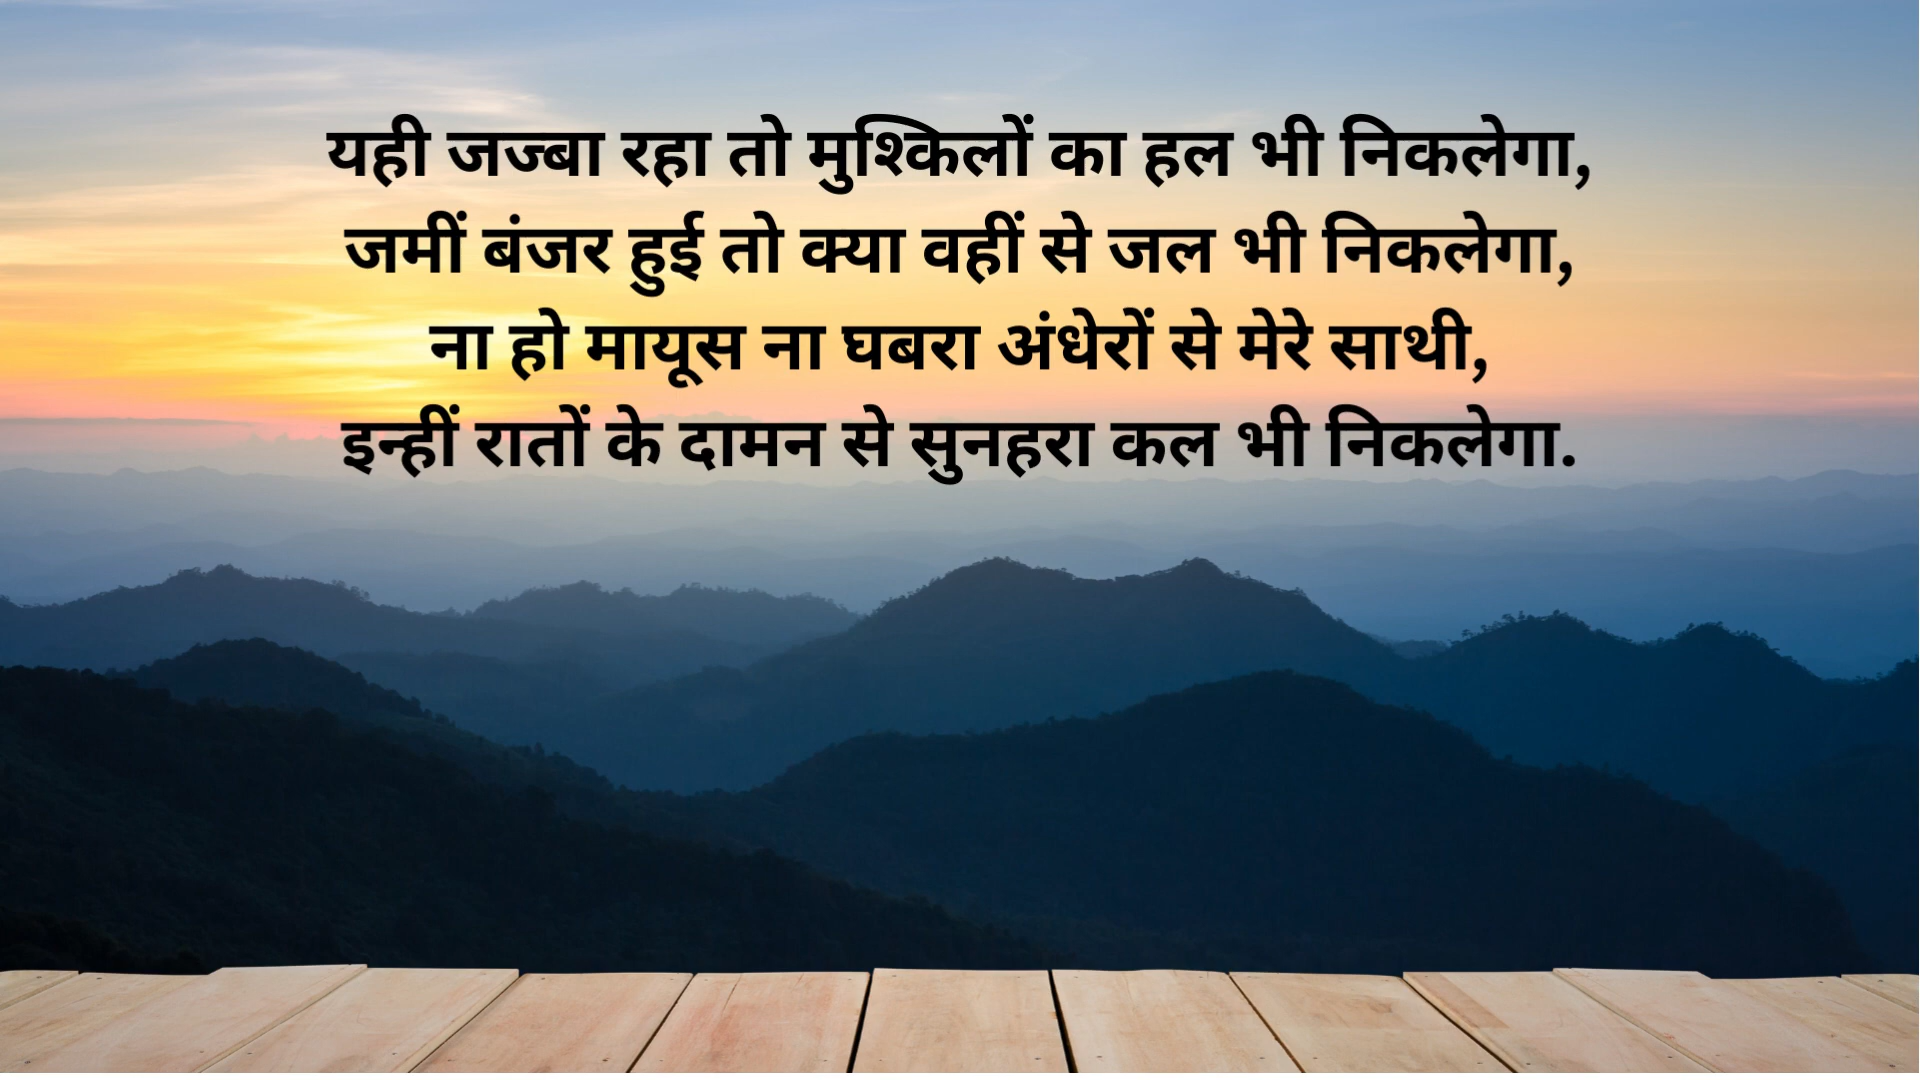 यही जज्बा रहा तो मुश्किलों का हल भी निकलेगा,
जमीं बंजर हुई तो क्या वहीं से जल भी निकलेगा,
ना हो मायूस ना घबरा अंधेरों से मेरे साथी,
इन्हीं रातों के दामन से सुनहरा कल भी निकलेगा.